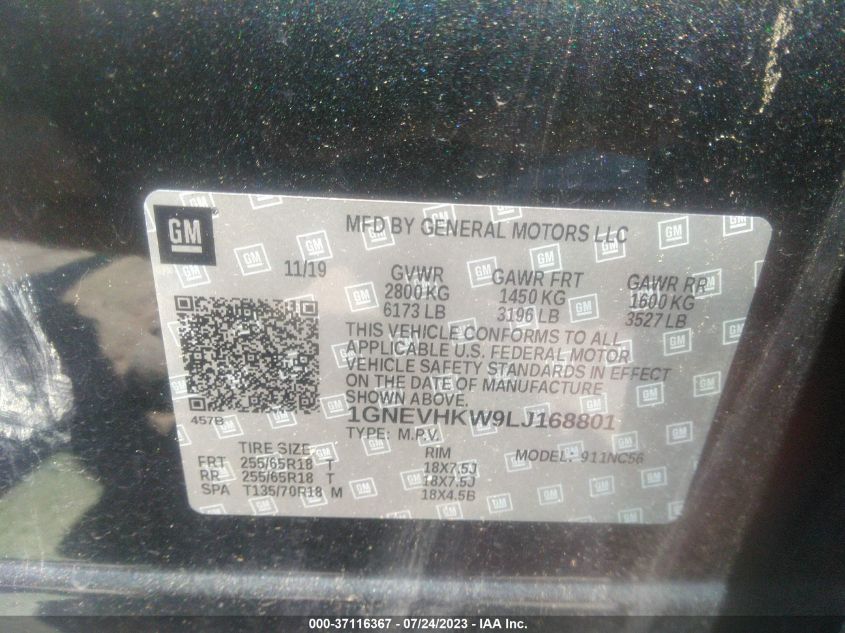 GM
MFD BY GENERAL MOTORS LLC
11/19
GVWR
2800 KG
6173 LB
GAWR FRT
1450 KG
3196 LB
GAWR RR
1600 KG
3527 LB
THIS VEHICLE CONFORMS TO ALL
APPLICABLE U.S. FEDERAL MOTOR
VEHICLE SAFETY STANDARDS IN EFFECT
ON THE DATE OF MANUFACTURE
SHOWN ABOVE.
1GNEVHKW9LJ168801
457B
TYPE: M.P.V.
MODEL: 911NC56
TIRE SIZE RIM
FRT 255/65R18 T 18X7.5J
RR 255/65R18 T 18X7.5J
SPA T135/70R18 M 18X4.5B
000-37116367 - 07/24/2023 - IAA Inc.